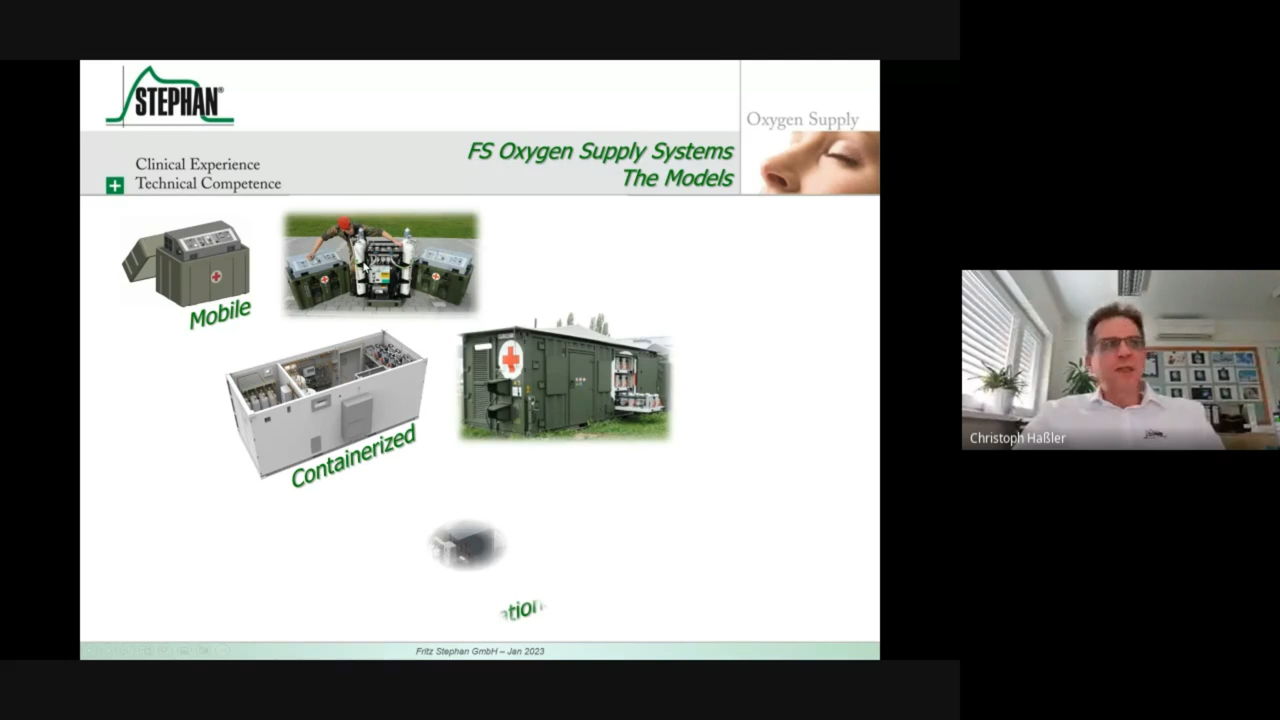 STEPHAN®
Oxygen Supply
FS Oxygen Supply Systems
The Models
Clinical Experience
Technical Competence
Mobile
Containerized
ation
Fritz Stephan GmbH – Jan 2023
Christoph Haßler